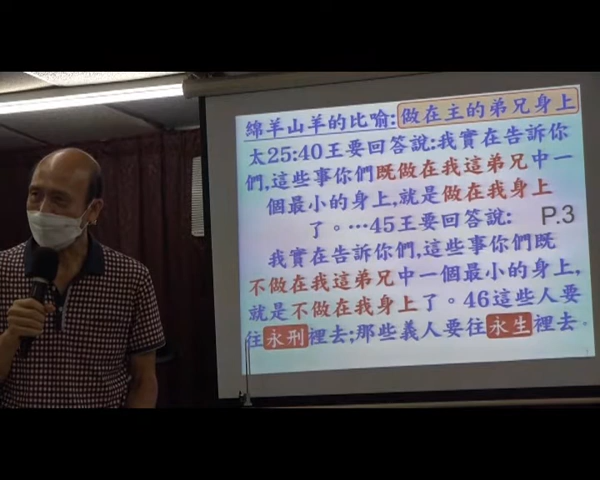 綿羊山羊的比喻:做在主的弟兄身上
太25:40王要回答說:我實在告訴你
們,這些事你們既做在我這弟兄中一
個最小的身上,就是做在我身上
了。…45王要回答說:
P.3
我實在告訴你們,這些事你們既
不做在我這弟兄中一個最小的身上,
就是不做在我身上了。46這些人要
往永刑裡去;那些義人要往永生裡去。